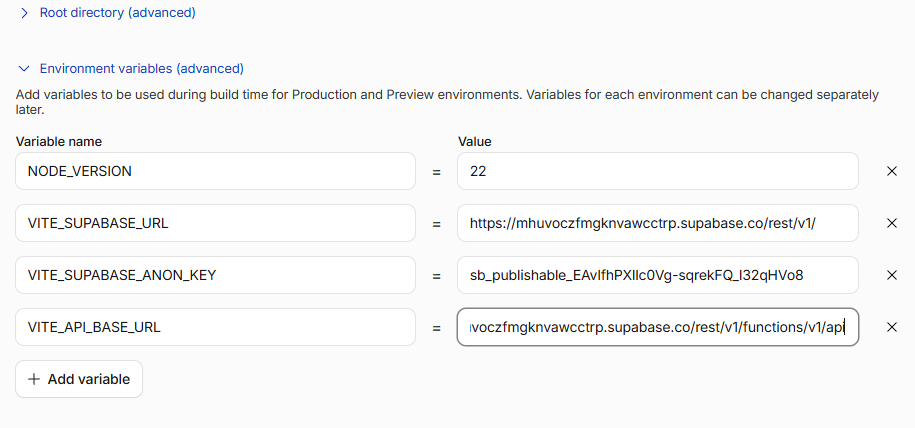 Root directory (advanced)
Environment variables (advanced)
Add variables to be used during build time for Production and Preview environments. Variables for each environment can be changed separately
later.
Variable name Value
NODE_VERSION = 22
VITE_SUPABASE_URL = https://mhuvoczfmgknvawcctrp.supabase.co/rest/v1/
VITE_SUPABASE_ANON_KEY = sb_publishable_EAvIfhPXIlc0Vg-sqrekFQ_I32qHVo8
VITE_API_BASE_URL = uvoczfmgknvawcctrp.supabase.co/rest/v1/functions/v1/api
+ Add variable